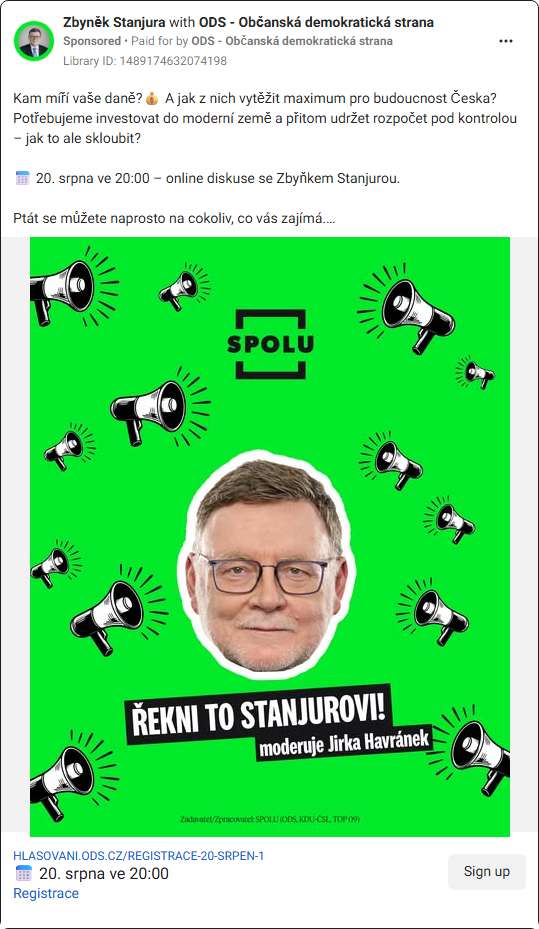 Zbyněk Stanjura with ODS - Občanská demokratická strana
Sponsored • Paid for by ODS - Občanská demokratická strana
Library ID: 1489174632074198
Kam míří vaše daně?💰 A jak z nich vytěžit maximum pro budoucnost Česka?
Potřebujeme investovat do moderní země a přitom udržet rozpočet pod kontrolou
– jak to ale skloubit?
🗓️ 20. srpna ve 20:00 – online diskuse se Zbyňkem Stanjurou.
Ptát se můžete naprosto na cokoliv, co vás zajímá....
SPOLU
ŘEKNI TO STANJUROVI!
moderuje Jirka Havránek
Zadavatel/Zpracovatel: SPOLU (ODS, KDU-ČSL, TOP 09)
HLASOVANI.ODS.CZ/REGISTRACE-20-SRPEN-1
🗓️ 20. srpna ve 20:00
Sign up
Registrace